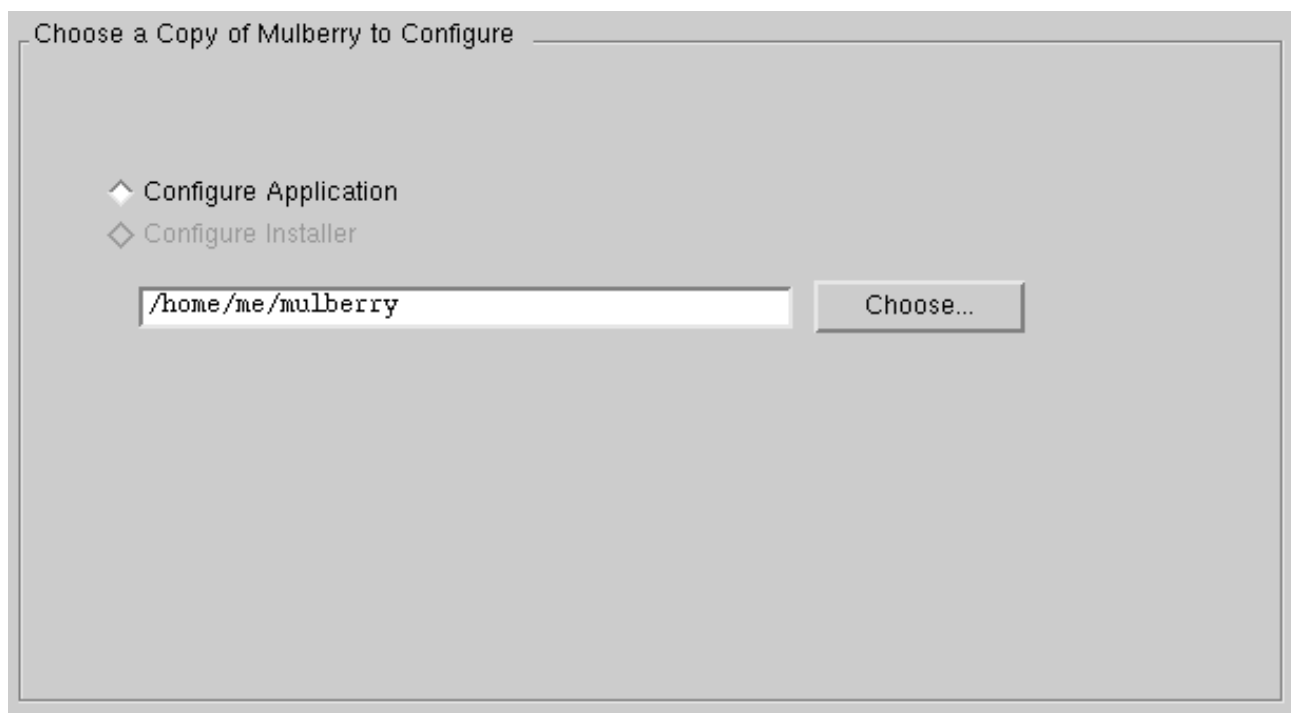 Choose a Copy of Mulberry to Configure
Configure Application
Configure Installer
/home/me/mulberry
Choose...